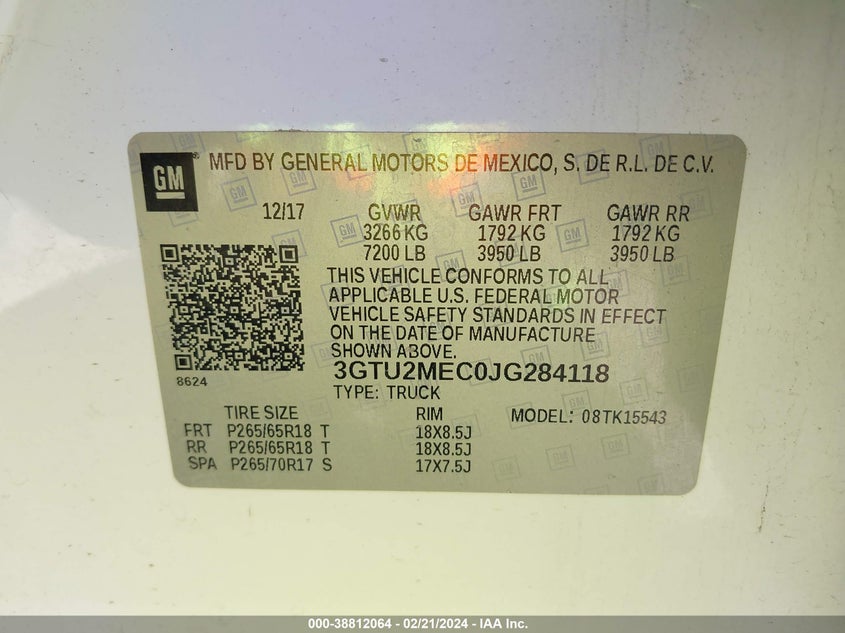 GM
MFD BY GENERAL MOTORS DE MEXICO, S. DE R.L. DE C.V.
12/17 GVWR GAWR FRT GAWR RR
3266 KG 1792 KG 1792 KG
7200 LB 3950 LB 3950 LB
THIS VEHICLE CONFORMS TO ALL
APPLICABLE U.S. FEDERAL MOTOR
VEHICLE SAFETY STANDARDS IN EFFECT
ON THE DATE OF MANUFACTURE
SHOWN ABOVE.
3GTU2MEC0JG284118
8624
TYPE: TRUCK
TIRE SIZE RIM MODEL: 08TK15543
FRT P265/65R18 T 18X8.5J
RR P265/65R18 T 18X8.5J
SPA P265/70R17 S 17X7.5J
000-38812064 - 02/21/2024 - IAA Inc.